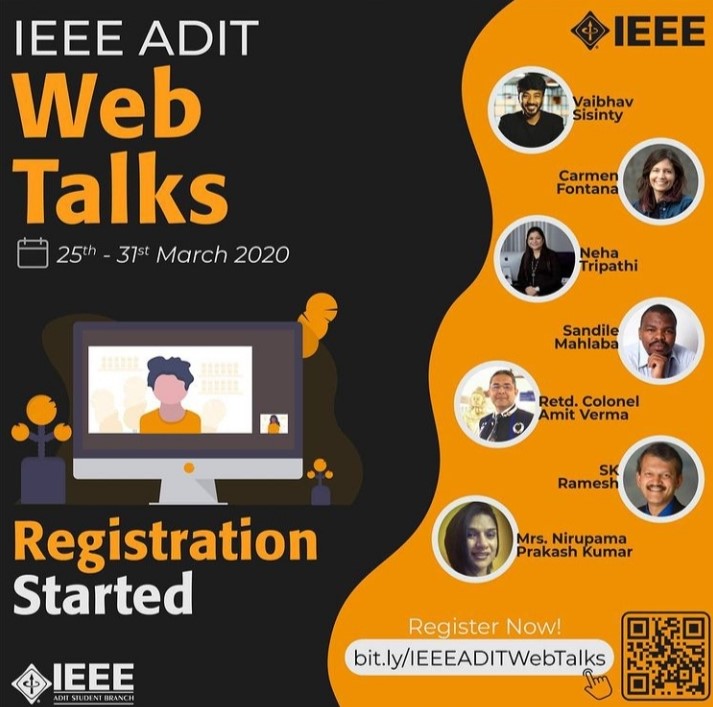 IEEE ADIT
Web
Talks
25th - 31st March 2020
Registration
Started
IEEE
ADIT STUDENT BRANCH
IEEE
Vaibhav
Sisinty
Carmen
Fontana
Neha
Tripathi
Sandile
Mahlaba
Retd. Colonel
Amit Verma
SK
Ramesh
Mrs. Nirupama
Prakash Kumar
Register Now!
bit.ly/IEEEADITWebTalks